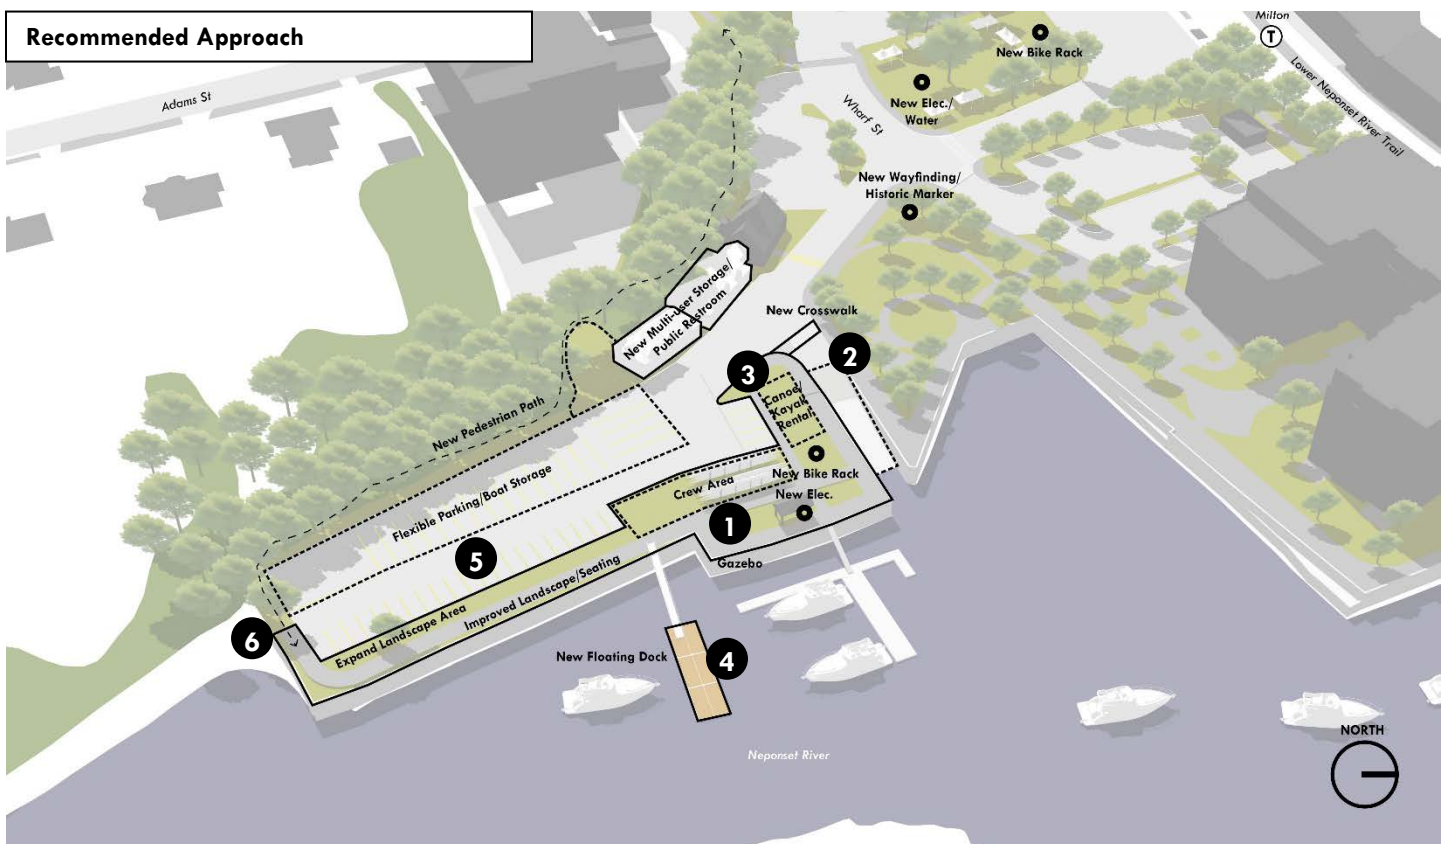 Recommended Approach
Milton
T
New Bike Rack
Lower Neponset River Trail
Adams St
New Elec./
Water
Wharf St
New Wayfinding/
Historic Marker
New Multi-user Storage/
Public Restroom
New Crosswalk
2
3
Canoe/
Kayak
Rental
New Pedestrian Path
New Bike Rack
Flexible Parking/Boat Storage
Crew Area
New Elec.
1
5
Gazebo
Improved Landscape/Seating
Expand Landscape Area
6
New Floating Dock
4
Neponset River
NORTH